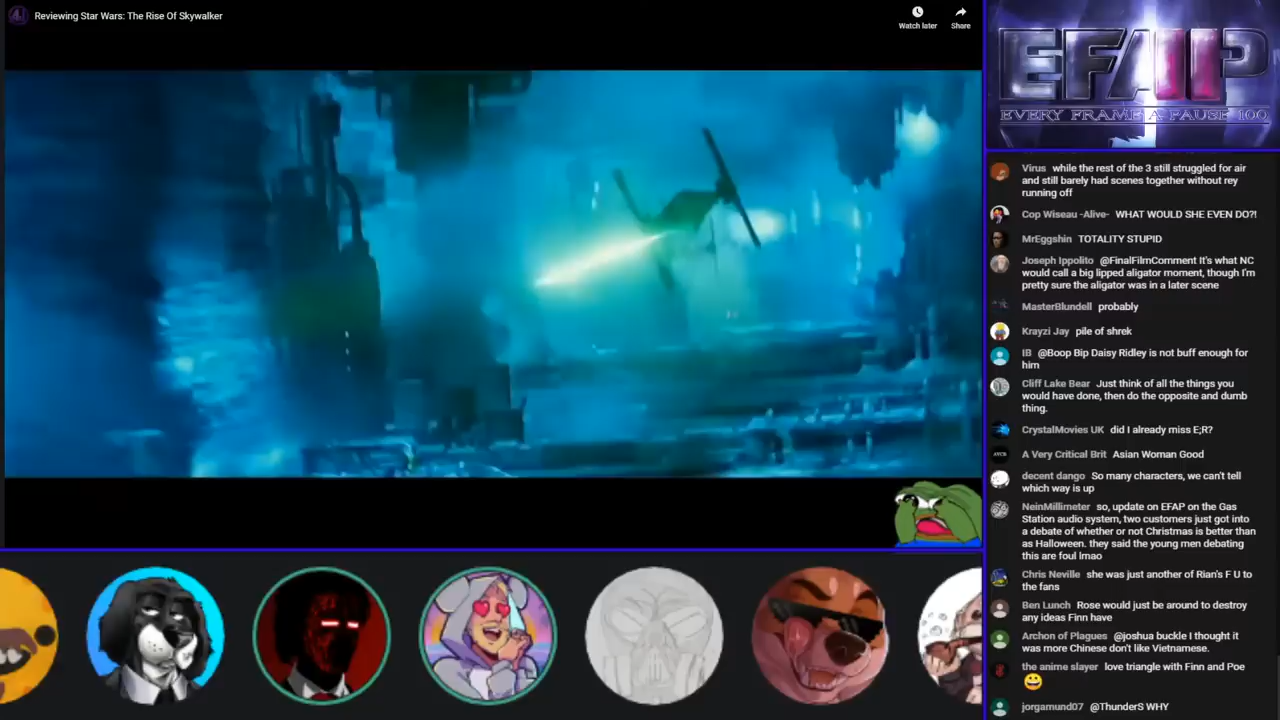 Reviewing Star Wars: The Rise Of Skywalker
Watch later
Share
EFAIP
EVERY FRAME A PAUSE 100
Virus while the rest of the 3 still struggled for air
and still barely had scenes together without rey
running off
Cop Wiseau -Alive- WHAT WOULD SHE EVEN DO?!
MrEggshin TOTALITY STUPID
Joseph Ippolito @FinalFilmComment It's what NC
would call a big lipped aligator moment, though I'm
pretty sure the aligator was in a later scene
MasterBlundell probably
Krayzi Jay pile of shrek
IB @Boop Bip Daisy Ridley is not buff enough for
him
Cliff Lake Bear Just think of all the things you
would have done, then do the opposite and dumb
thing.
CrystalMovies UK did I already miss E;R?
AVCB
A Very Critical Brit Asian Woman Good
decent dango So many characters, we can't tell
which way is up
NeinMillimeter so, update on EFAP on the Gas
Station audio system, two customers just got into
a debate of whether or not Christmas is better than
as Halloween. they said the young men debating
this are foul lmao
Chris Neville she was just another of Rian's F U to
the fans
Ben Lunch Rose would just be around to destroy
any ideas Finn have
Archon of Plagues @joshua buckle I thought it
was more Chinese don't like Vietnamese.
the anime slayer love triangle with Finn and Poe
😀
jorgamund07 @ThunderS WHY